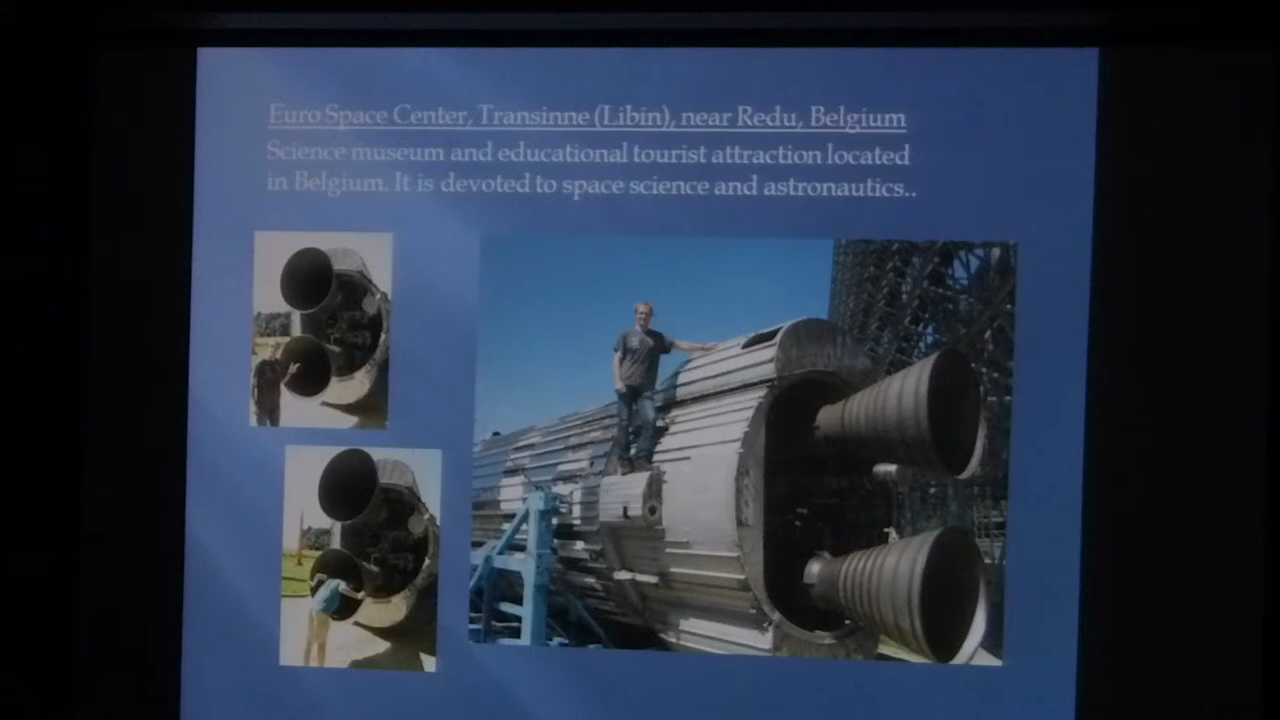 Euro Space Center, Transinne (Libin), near Redu, Belgium
Science museum and educational tourist attraction located
in Belgium. It is devoted to space science and astronautics..